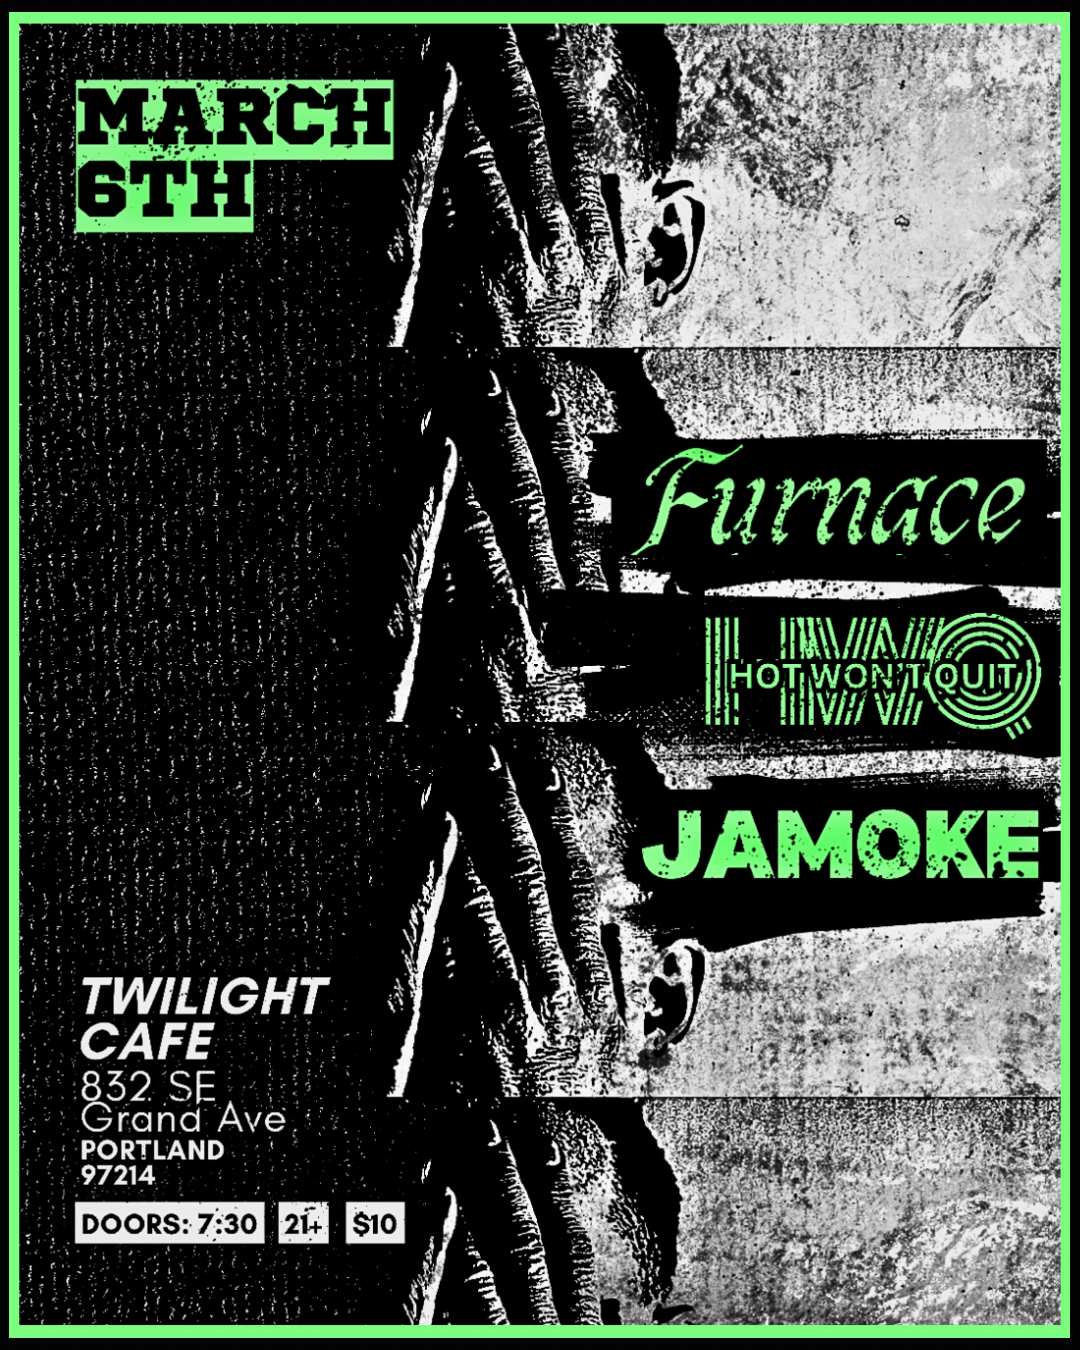 MARCH
6TH
Furnace
HWQ
HOT WON'T QUIT
JAMOKE
TWILIGHT
CAFE
832 SE
Grand Ave
PORTLAND
97214
DOORS: 7:30 21+ $10